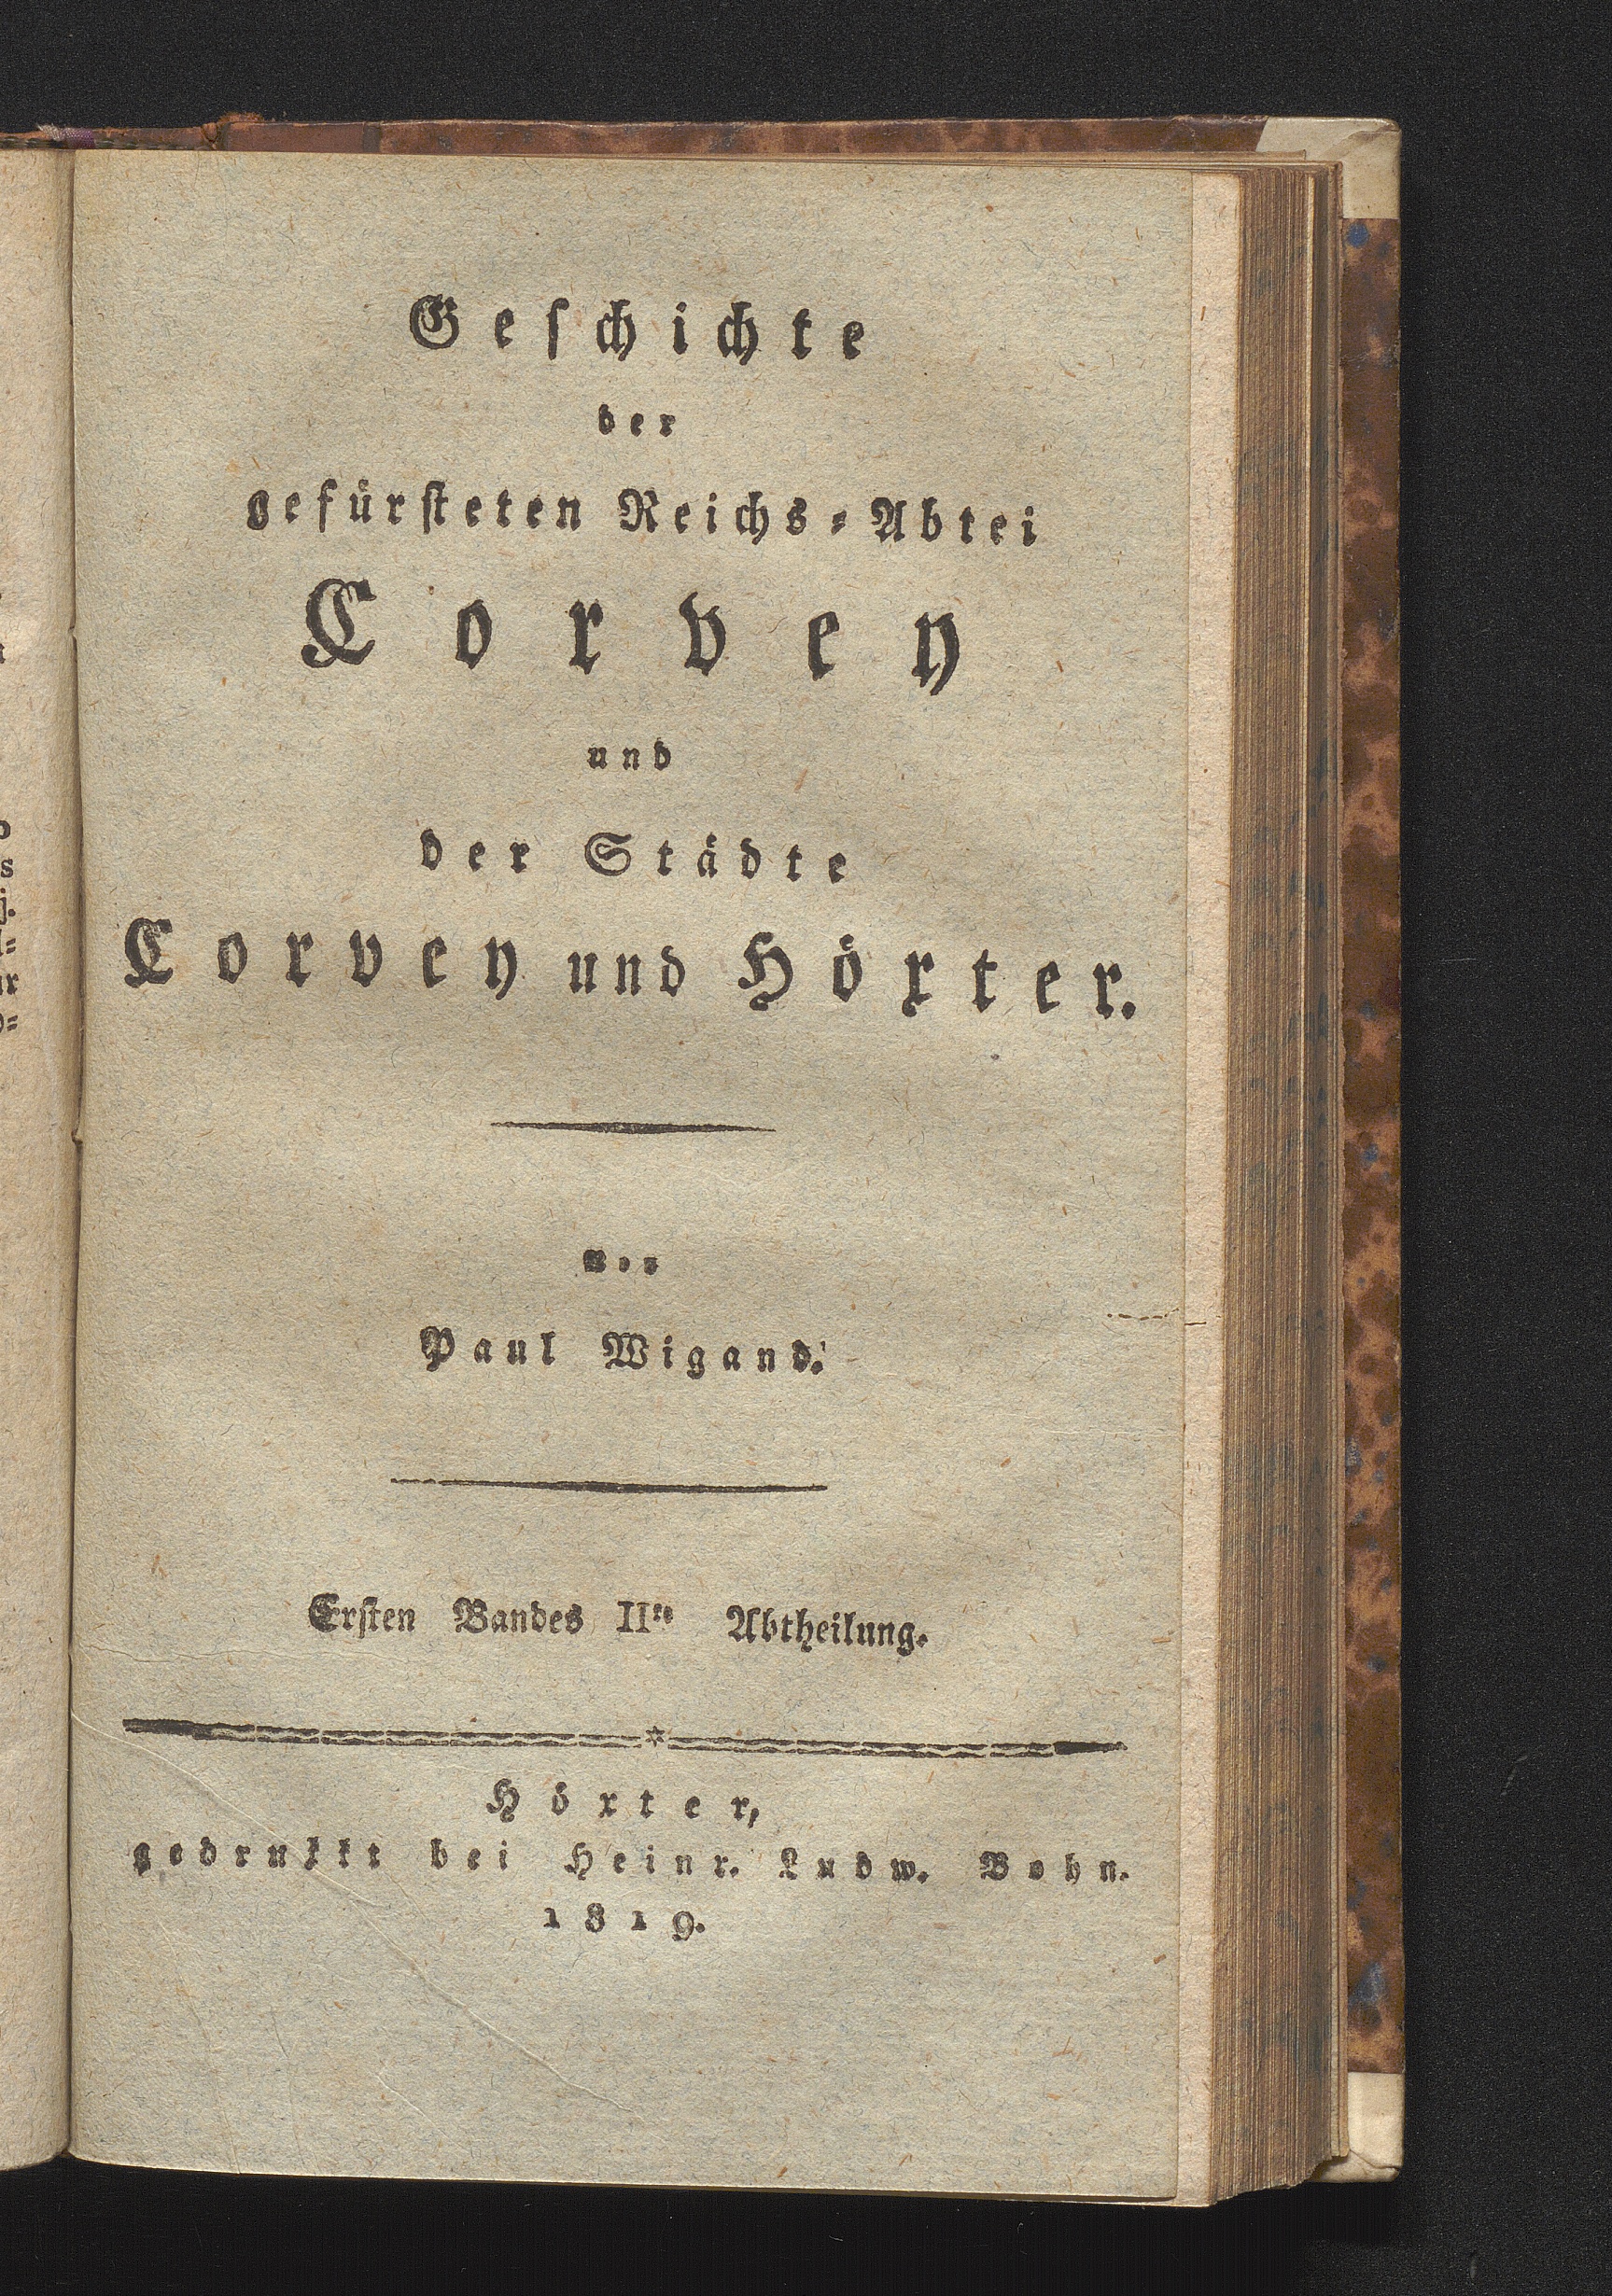 Geschichte
der
gefürsteten Reichs-Abtei
Corvey
und
der Städte
Corvey und Höxter.
von
Paul Wigand.
Ersten Bandes IIte Abtheilung.
Höxter,
gedrukkt bei Heinr. Ludw. Bohn.
1819.